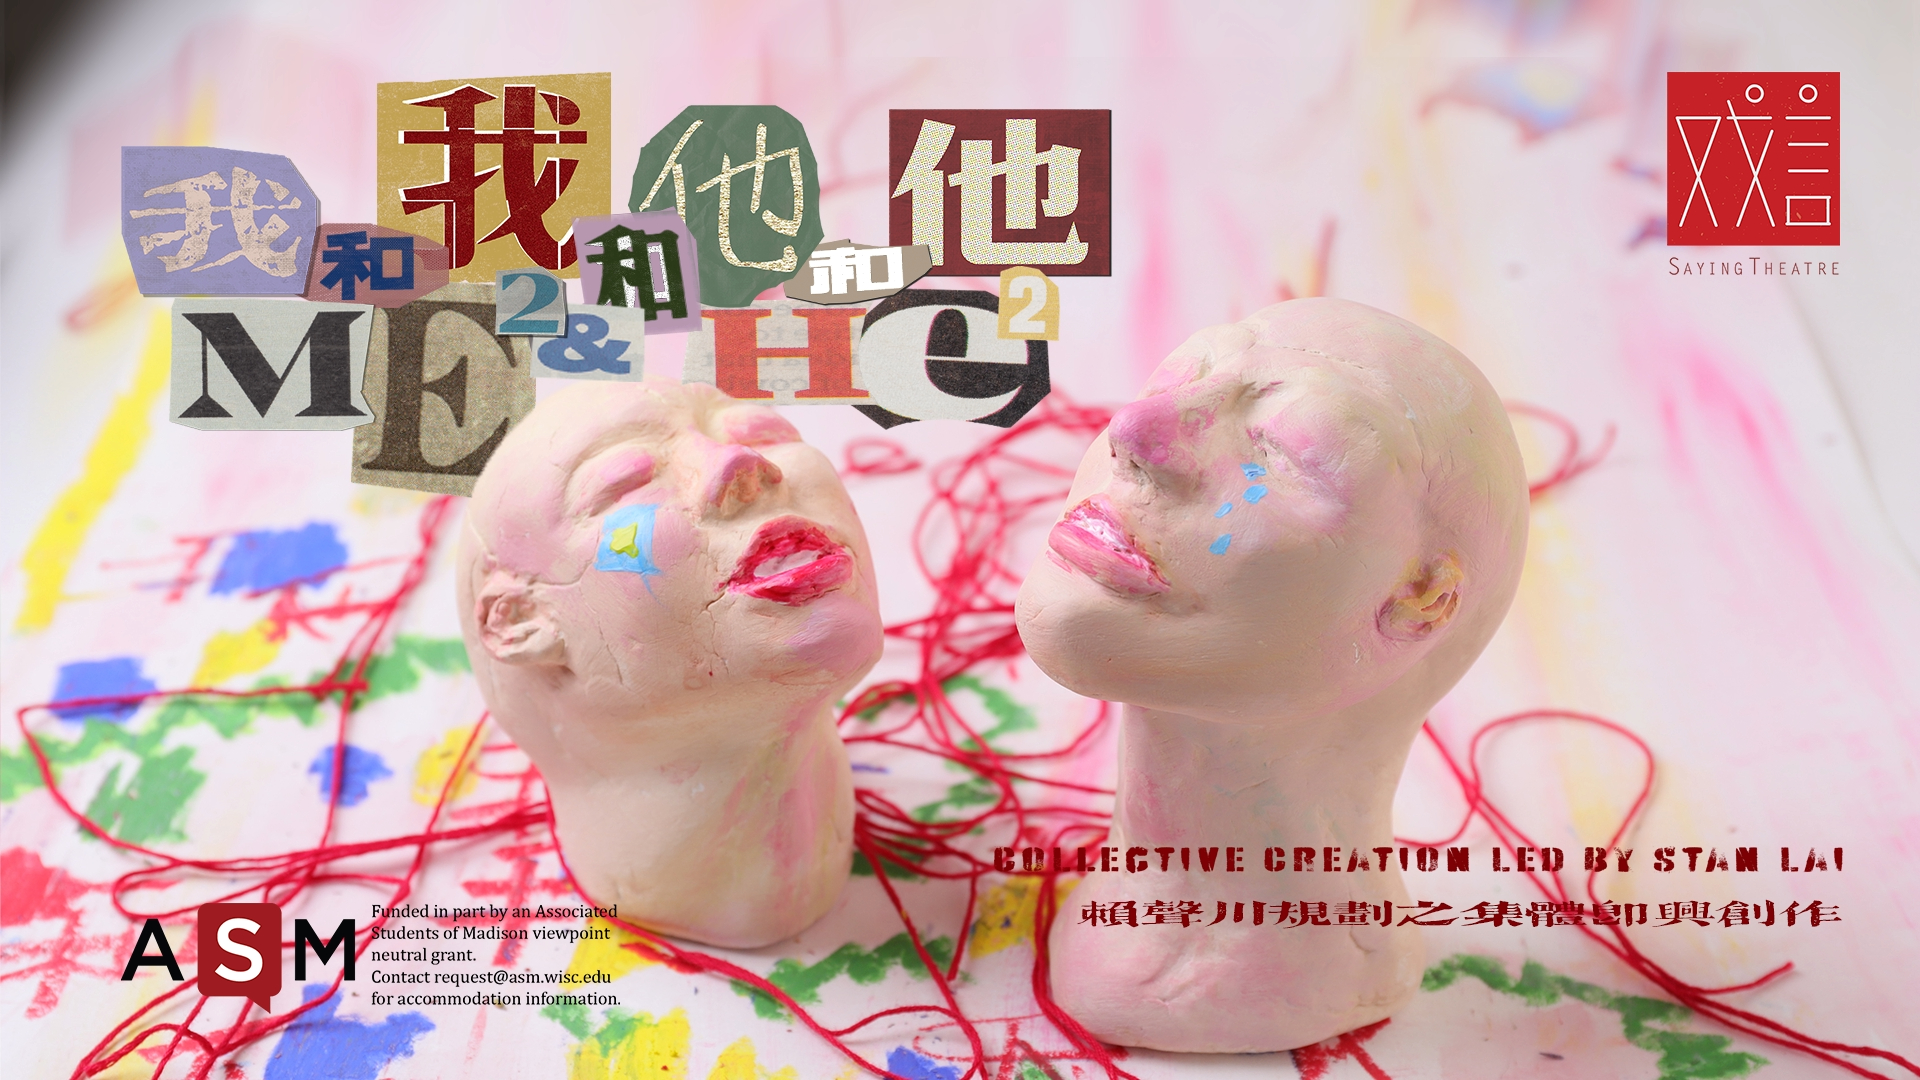 我和我和他和他
ME2 & He2
戏言
SAYINGTHEATRE
COLLECTIVE CREATION LED BY STAN LAI
賴聲川規劃之集體即興創作
ASM
Funded in part by an Associated
Students of Madison viewpoint
neutral grant.
Contact request@asm.wisc.edu
for accommodation information.